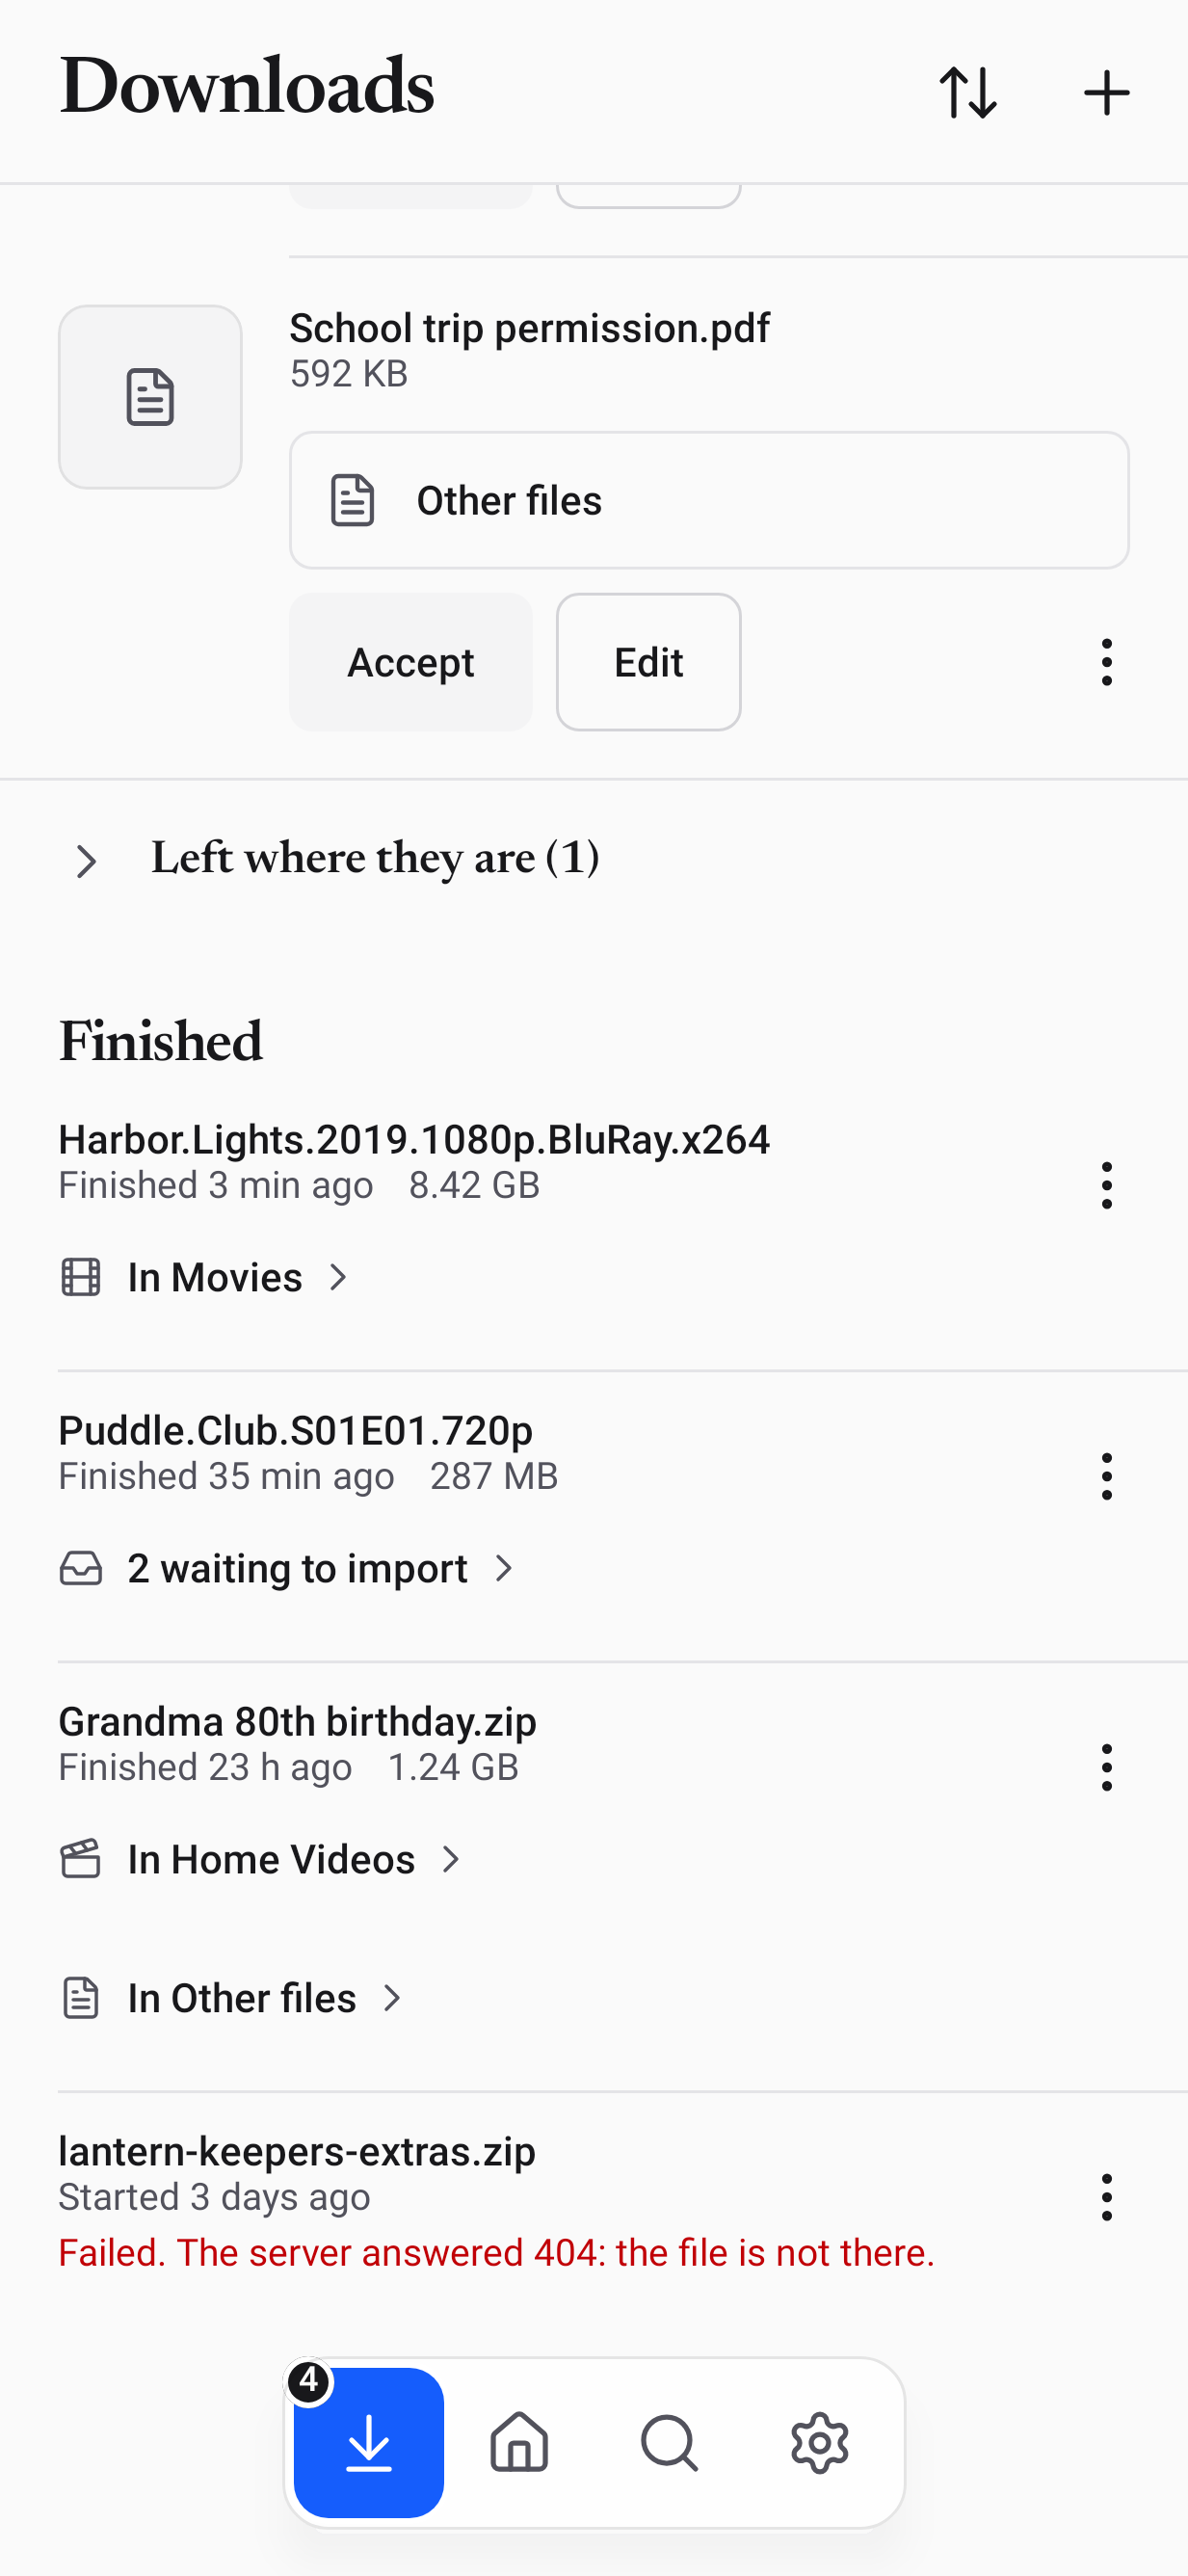 Downloads
School trip permission.pdf
592 KB
Other files
Accept
Edit
Left where they are (1)
Finished
Harbor.Lights.2019.1080p.BluRay.x264
Finished 3 min ago 8.42 GB
In Movies
Puddle.Club.S01E01.720p
Finished 35 min ago 287 MB
2 waiting to import
Grandma 80th birthday.zip
Finished 23 h ago 1.24 GB
In Home Videos
In Other files
lantern-keepers-extras.zip
Started 3 days ago
Failed. The server answered 404: the file is not there.
4